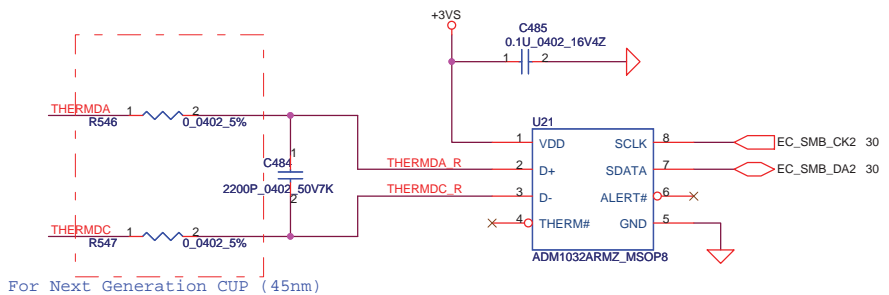 +3VS
C485
0.1U_0402_16V4Z
1 2
THERMDA 1 2
R546 0_0402_5%
U21
1 VDD SCLK 8 EC_SMB_CK2 30
1
C484
THERMDA_R 2 D+ SDATA 7 EC_SMB_DA2 30
2200P_0402_50V7K
2
THERMDC_R 3 D- ALERT# 6
4 THERM# GND 5
THERMDC 1 2
R547 0_0402_5%
ADM1032ARMZ_MSOP8
For Next Generation CUP (45nm)